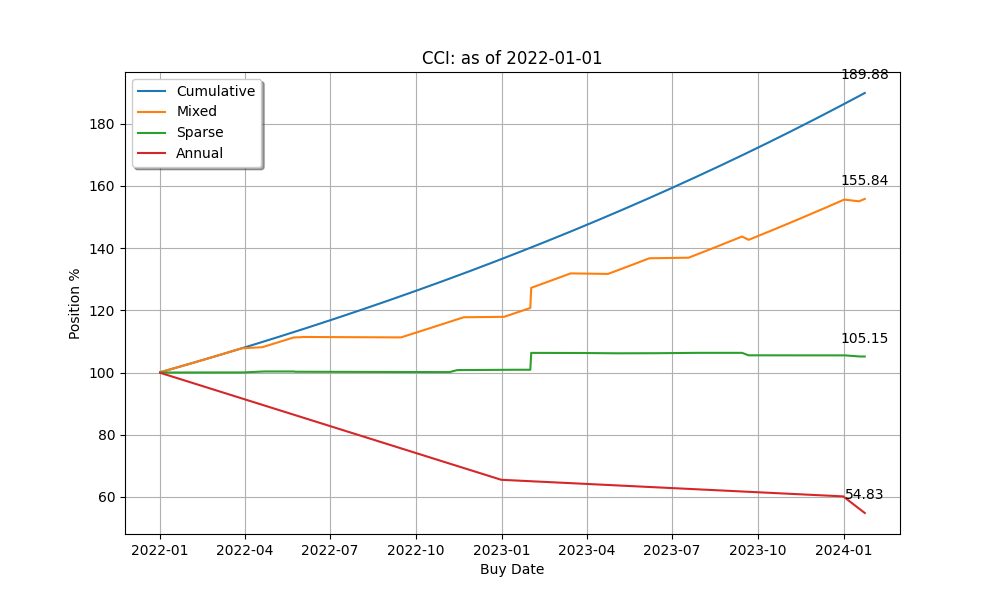 CCI: as of 2022-01-01
189.88
Cumulative
Mixed
Sparse
Annual
180
160
155.84
140
120
105.15
100
80
60
54.83
Position %
2022-01 2022-04 2022-07 2022-10 2023-01 2023-04 2023-07 2023-10 2024-01
Buy Date